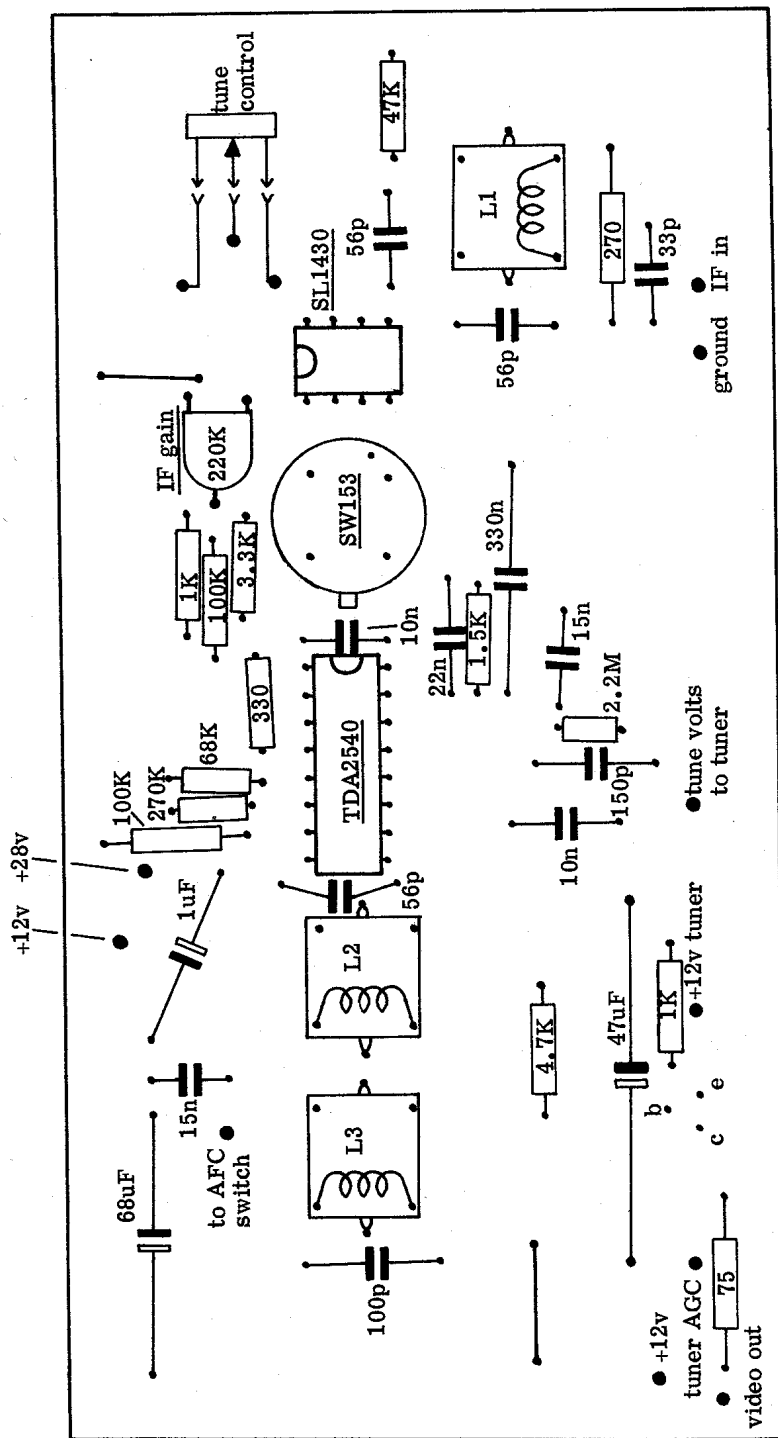 tune
control
47K
56p
SL1430
L1
270
33p
IF in
ground
56p
IF gain
220K
SW153
1K
100K
3.3K
330n
10n
22n
1.5K
15n
2.2M
330
68K
270K
100K
TDA2540
150p
10n
tune volts
to tuner
+28v
+12v
1uF
56p
L2
47uF
1K
+12v tuner
4.7K
15n
to AFC
switch
L3
b
e
c
68uF
100p
75
+12v
tuner AGC
video out